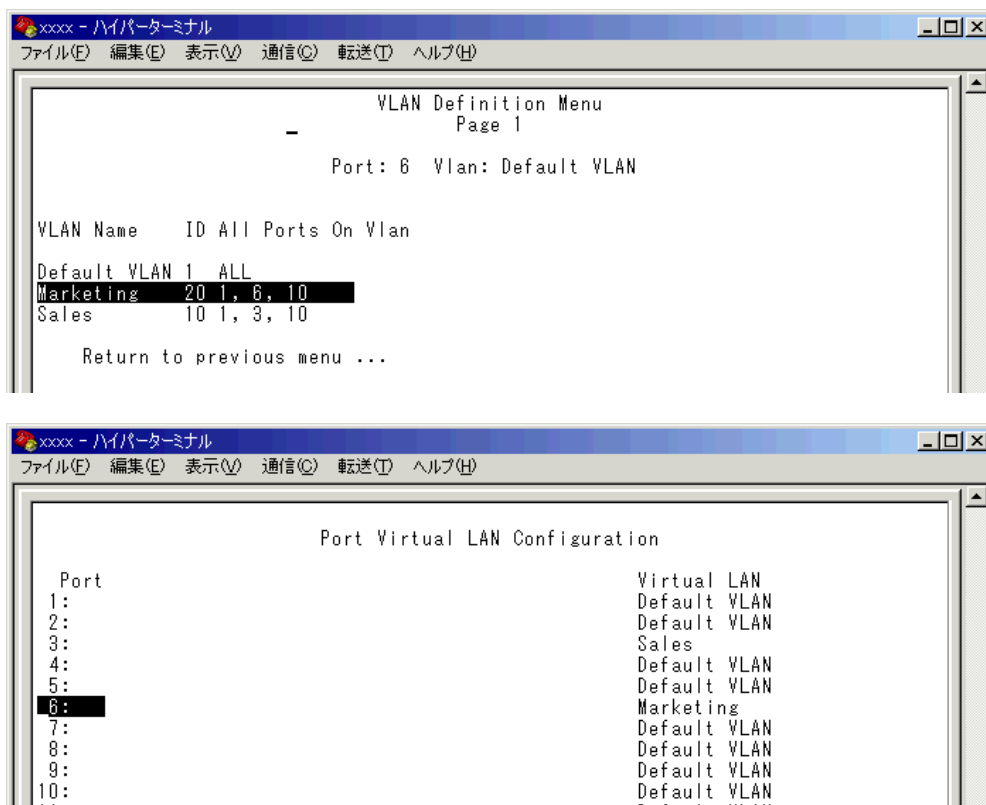 xxxx - ハイパーターミナル
ファイル(F) 編集(E) 表示(V) 通信(C) 転送(T) ヘルプ(H)
VLAN Definition Menu
Page 1
Port: 6 Vlan: Default VLAN
VLAN Name ID All Ports On Vlan
Default VLAN 1 ALL
Marketing 20 1, 6, 10
Sales 10 1, 3, 10
Return to previous menu ...
xxxx - ハイパーターミナル
ファイル(F) 編集(E) 表示(V) 通信(C) 転送(T) ヘルプ(H)
Port Virtual LAN Configuration
Port Virtual LAN
1: Default VLAN
2: Default VLAN
3: Sales
4: Default VLAN
5: Default VLAN
6: Marketing
7: Default VLAN
8: Default VLAN
9: Default VLAN
10: Default VLAN